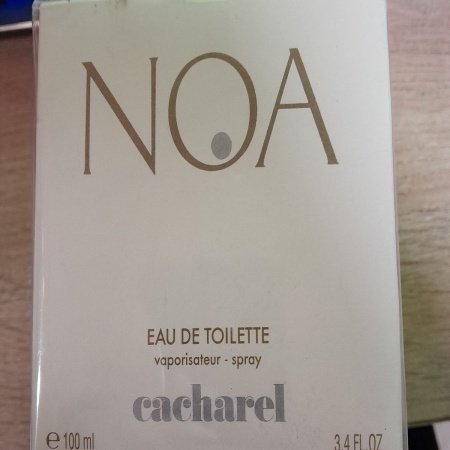 NOA
EAU DE TOILETTE
vaporisateur - spray
cacharel
e 100 ml
3.4 FL.OZ